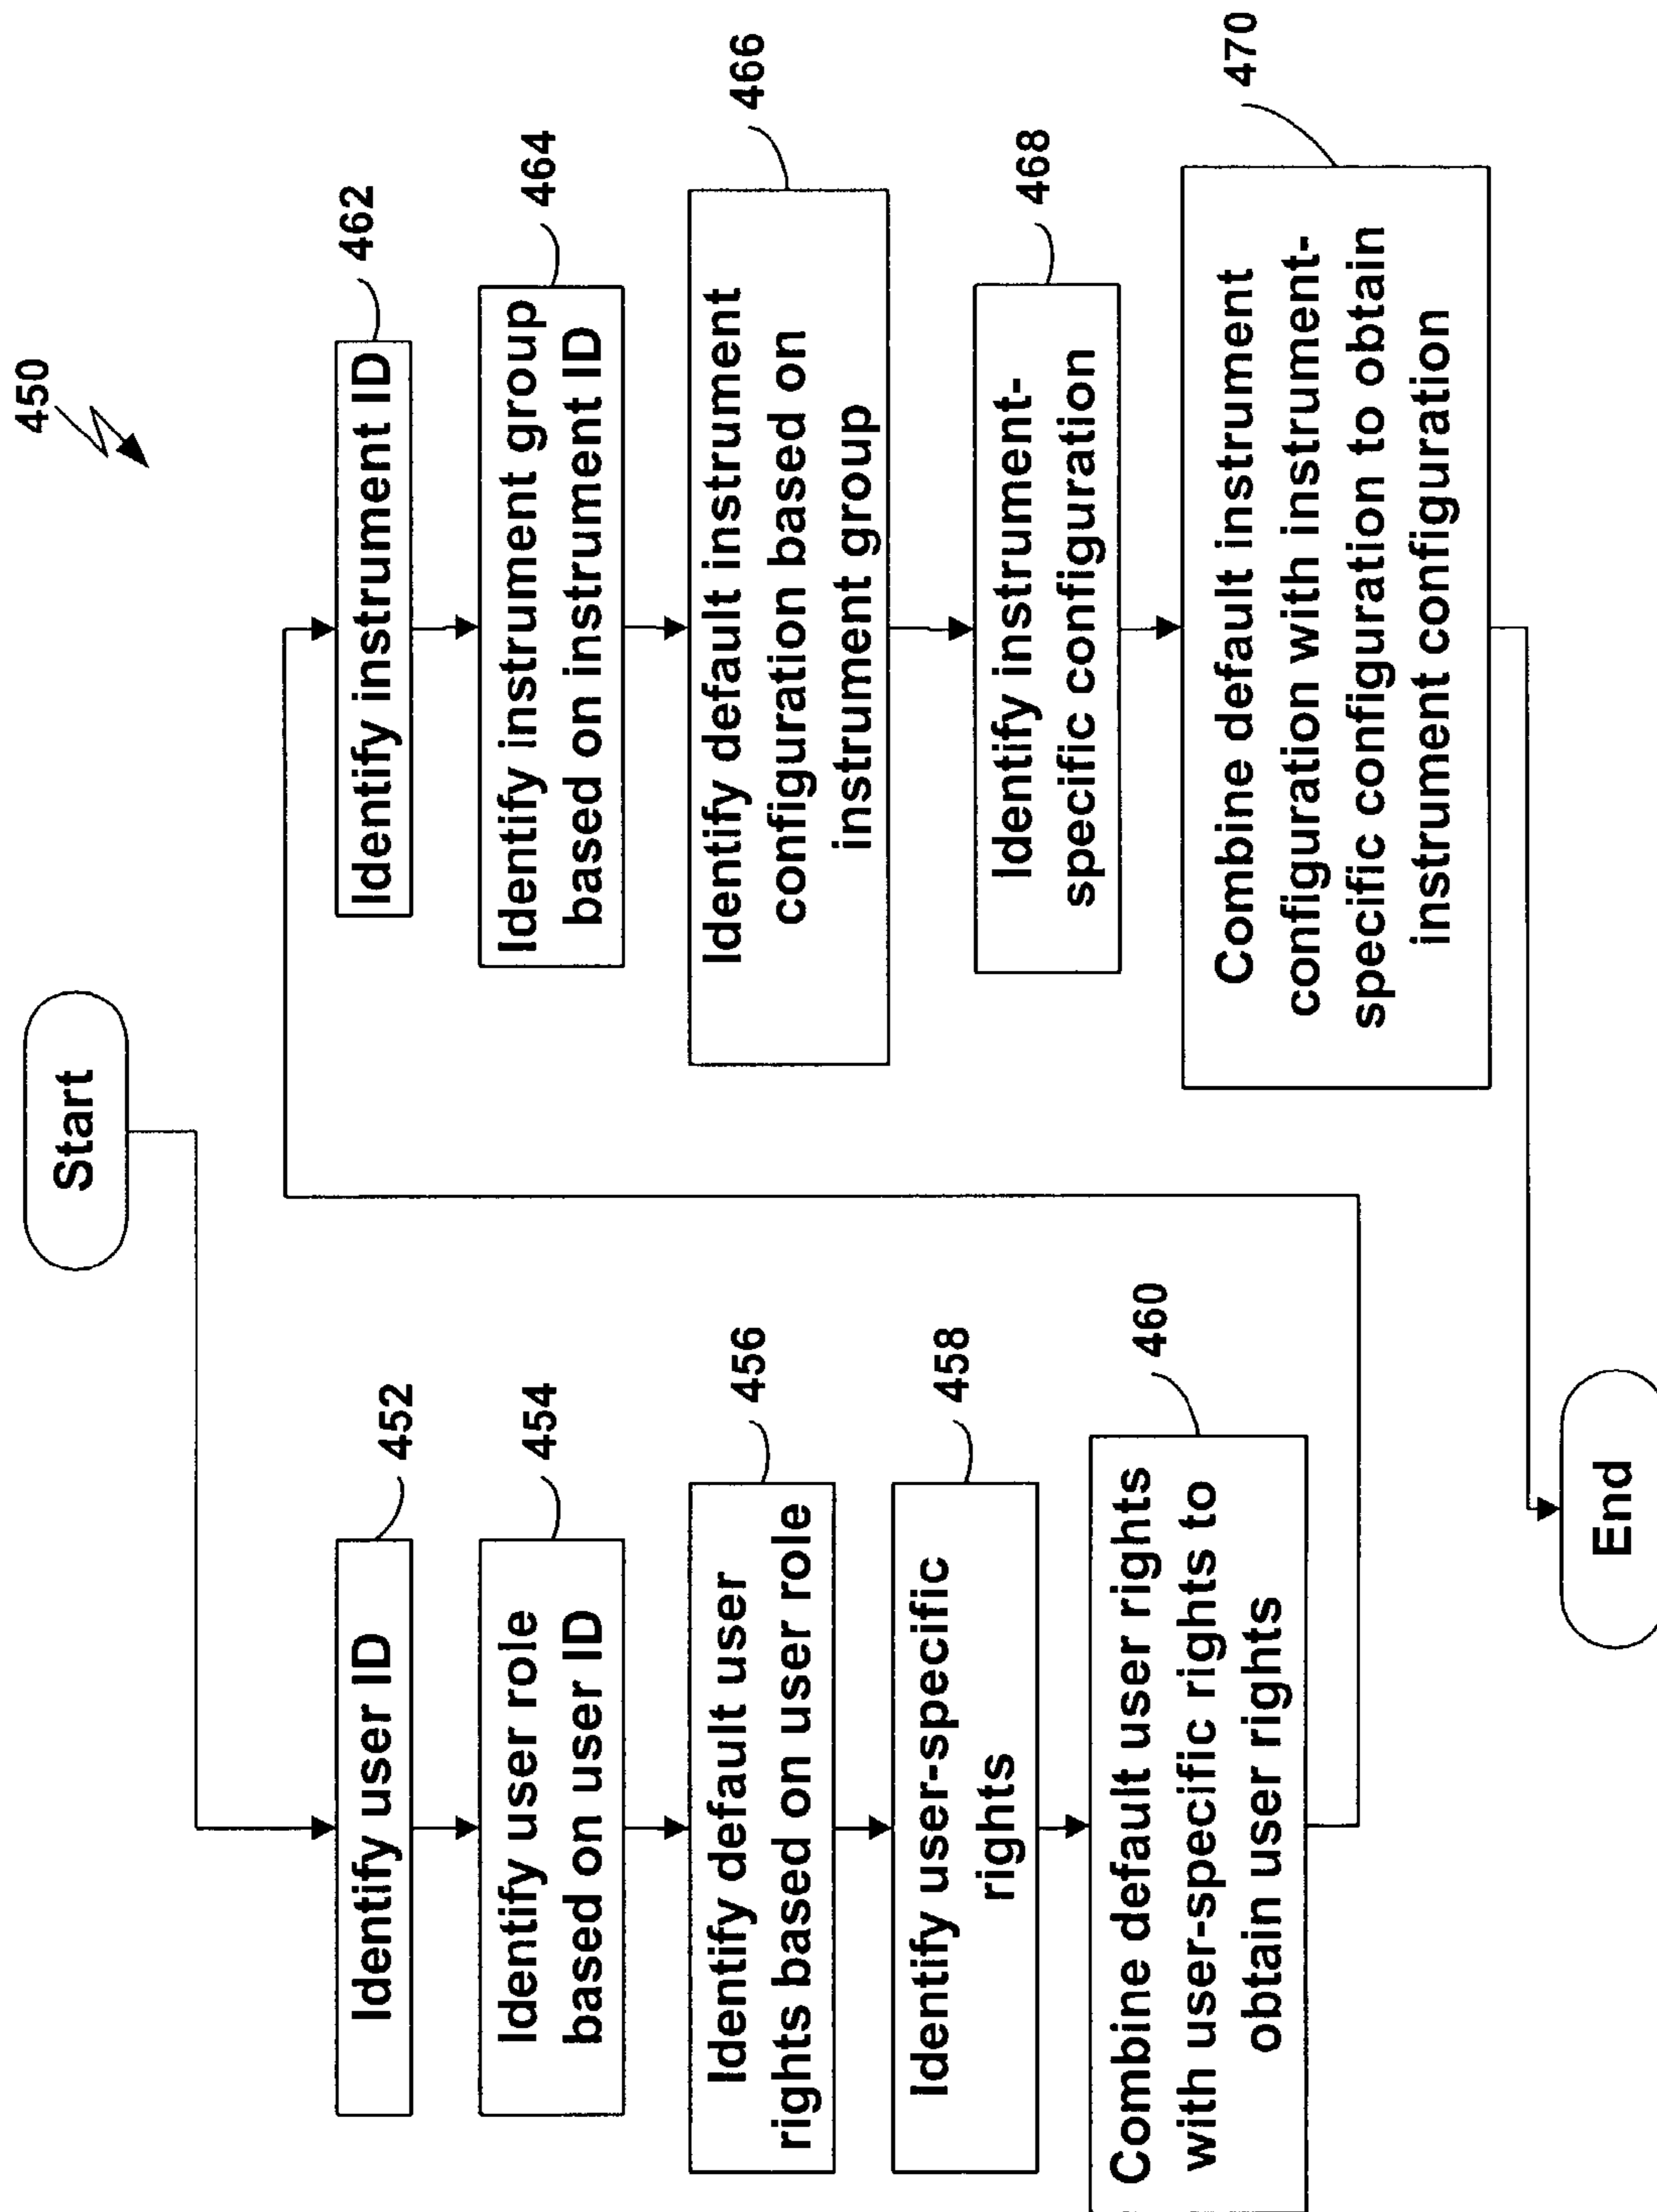 450
Start
Identify user ID
452
Identify user role
based on user ID
454
Identify default user
rights based on user role
456
Identify user-specific
rights
458
Combine default user rights
with user-specific rights to
obtain user rights
460
Identify instrument ID
462
Identify instrument group
based on instrument ID
464
Identify default instrument
configuration based on
instrument group
466
Identify instrument-
specific configuration
468
Combine default instrument
configuration with instrument-
specific configuration to obtain
instrument configuration
470
End